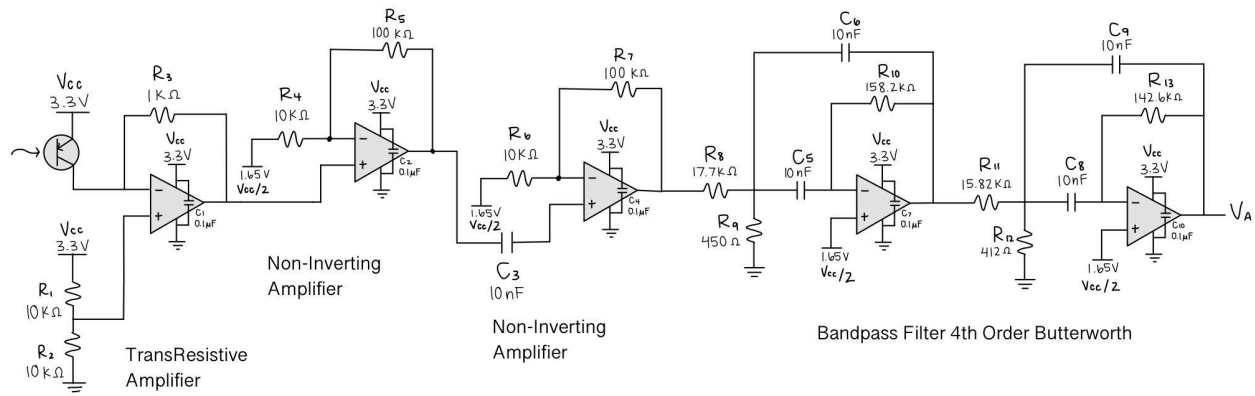 Vcc
3.3V
R₃
1KΩ
Vcc
3.3V
C₁
0.1μF
Vcc
3.3V
R₁
10KΩ
R₂
10KΩ
TransResistive
Amplifier
R₄
10KΩ
1.65V
Vcc/2
R₅
100 KΩ
Vcc
3.3V
C₂
0.1μF
Non-Inverting
Amplifier
C₃
10nF
R₆
10KΩ
1.65V
Vcc/2
R₇
100 KΩ
Vcc
3.3V
C₄
0.1μF
Non-Inverting
Amplifier
R₈
17.7KΩ
R₉
450Ω
C₅
10nF
C₆
10nF
R₁₀
158.2KΩ
Vcc
3.3V
C₇
0.1μF
1.65V
Vcc/2
R₁₁
15.82KΩ
R₁₂
412Ω
C₈
10nF
C₉
10nF
R₁₃
142.6KΩ
Vcc
3.3V
C₁₀
0.1μF
1.65V
Vcc/2
V_A
Bandpass Filter 4th Order Butterworth